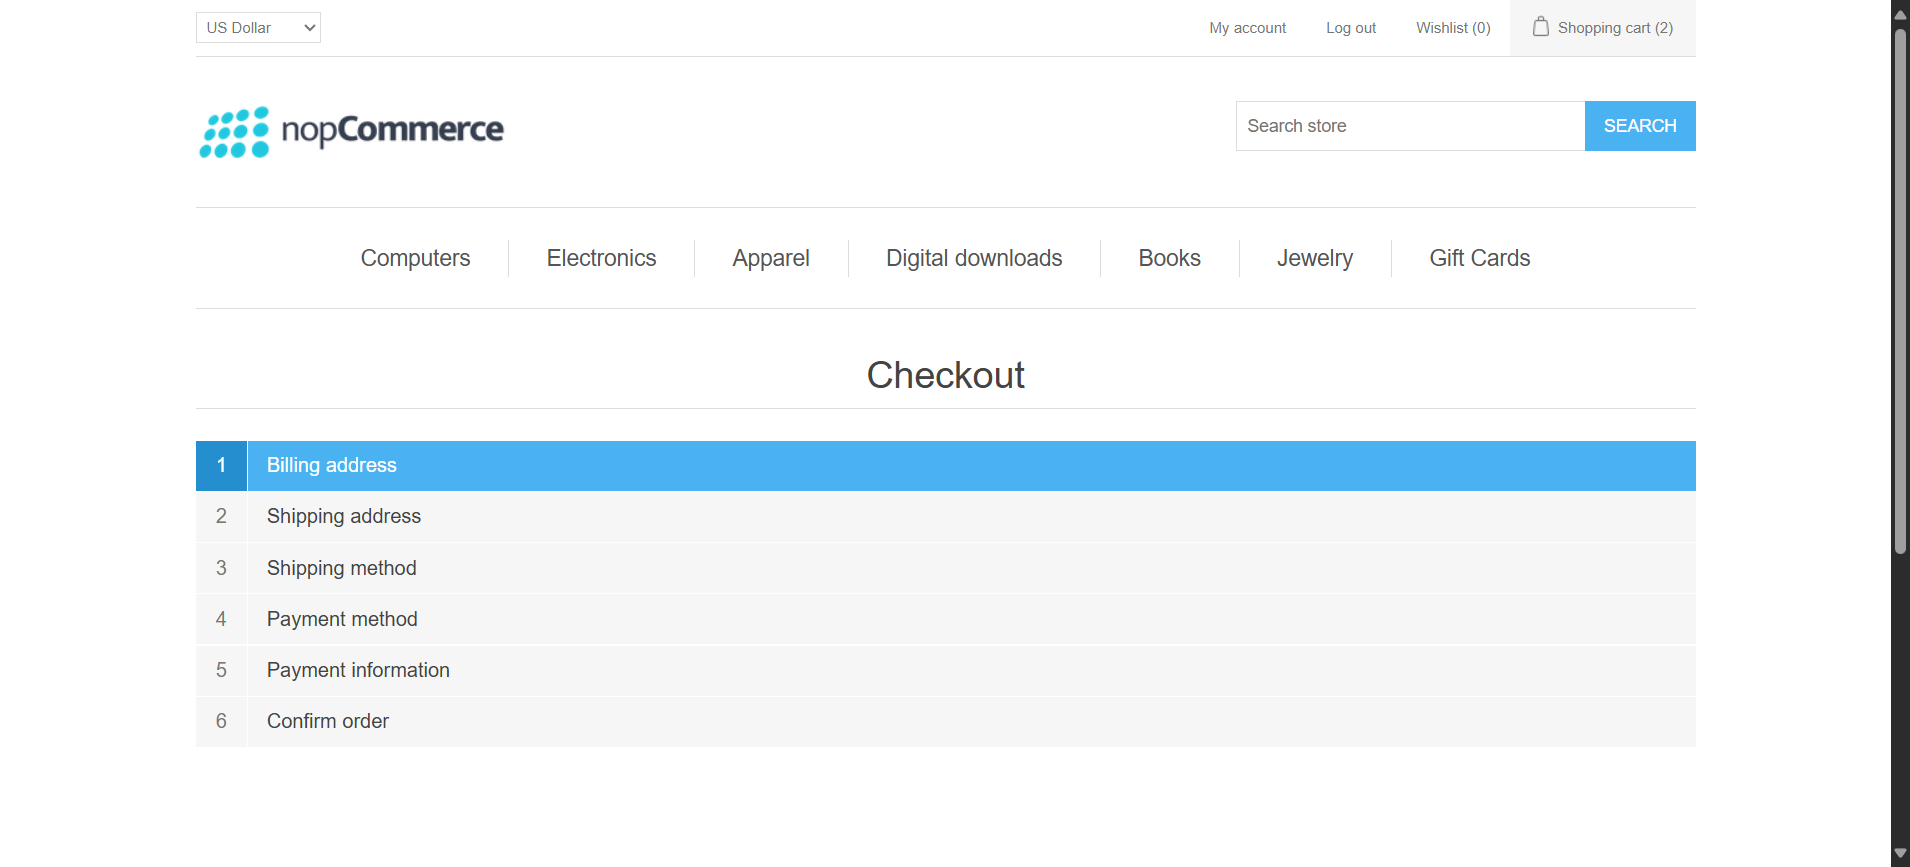 US Dollar
My account Log out Wishlist (0) Shopping cart (2)
nopCommerce
Search store SEARCH
Computers Electronics Apparel Digital downloads Books Jewelry Gift Cards
Checkout
1 Billing address
2 Shipping address
3 Shipping method
4 Payment method
5 Payment information
6 Confirm order